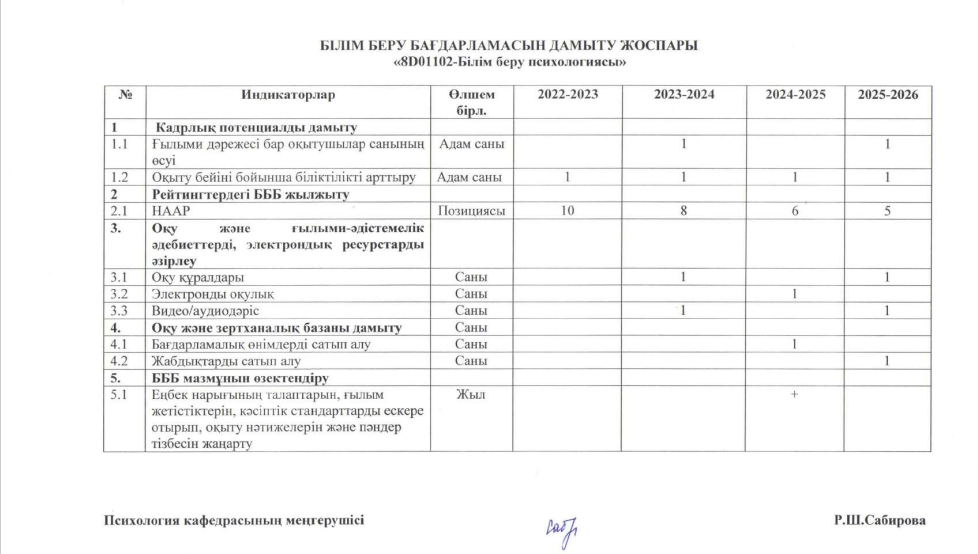 БІЛІМ БЕРУ БАҒДАРЛАМАСЫН ДАМЫТУ ЖОСПАРЫ
«8D01102-Білім беру психологиясы»
№ Индикаторлар Өлшем бірл. 2022-2023 2023-2024 2024-2025 2025-2026
1 Кадрлық потенциалды дамыту
1.1 Ғылыми дәрежесі бар оқытушылар санының өсуі Адам саны 1 1
1.2 Оқыту бейіні бойынша біліктілікті арттыру Адам саны 1 1 1 1
2 Рейтингтердегі БББ жылжыту
2.1 НААР Позициясы 10 8 6 5
3. Оқу және ғылыми-әдістемелік әдебиеттерді, электрондық ресурстарды әзірлеу
3.1 Оқу құралдары Саны 1 1
3.2 Электронды оқулық Саны 1
3.3 Видео/аудиодәріс Саны 1 1
4. Оқу және зертханалық базаны дамыту Саны
4.1 Бағдарламалық өнімдерді сатып алу Саны 1
4.2 Жабдықтарды сатып алу Саны 1
5. БББ мазмұнын өзектендіру
5.1 Еңбек нарығының талаптарын, ғылым Жыл +
жетістіктерін, кәсіптік стандарттарды ескере
отырып, оқыту нәтижелерін және пәндер
тізбесін жаңарту
Психология кафедрасының меңгерушісі Р.Ш.Сабирова